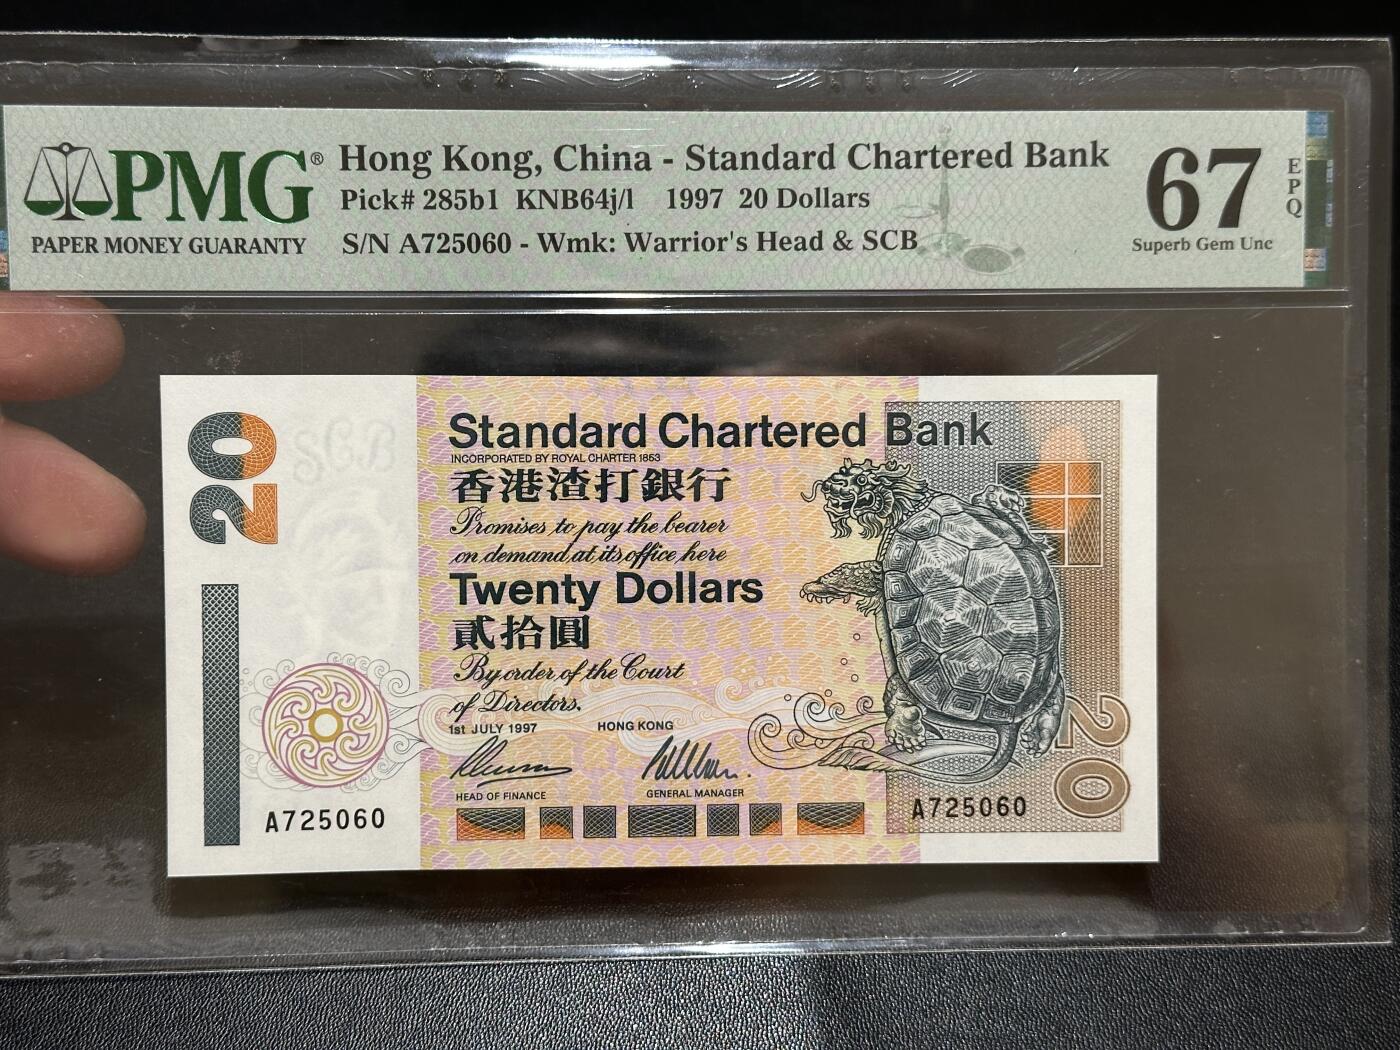 PMG®
PAPER MONEY GUARANTY
Hong Kong, China - Standard Chartered Bank
Pick# 285b1 KNB64j/l 1997 20 Dollars
S/N A725060 - Wmk: Warrior's Head & SCB
67
EPQ
Superb Gem Unc
20
SCB
Standard Chartered Bank
INCORPORATED BY ROYAL CHARTER 1853
香港渣打銀行
Promises to pay the bearer
on demand at its office here
Twenty Dollars
貳拾圓
By order of the Court
of Directors.
1st JULY 1997 HONG KONG
HEAD OF FINANCE GENERAL MANAGER
A725060
A725060
20